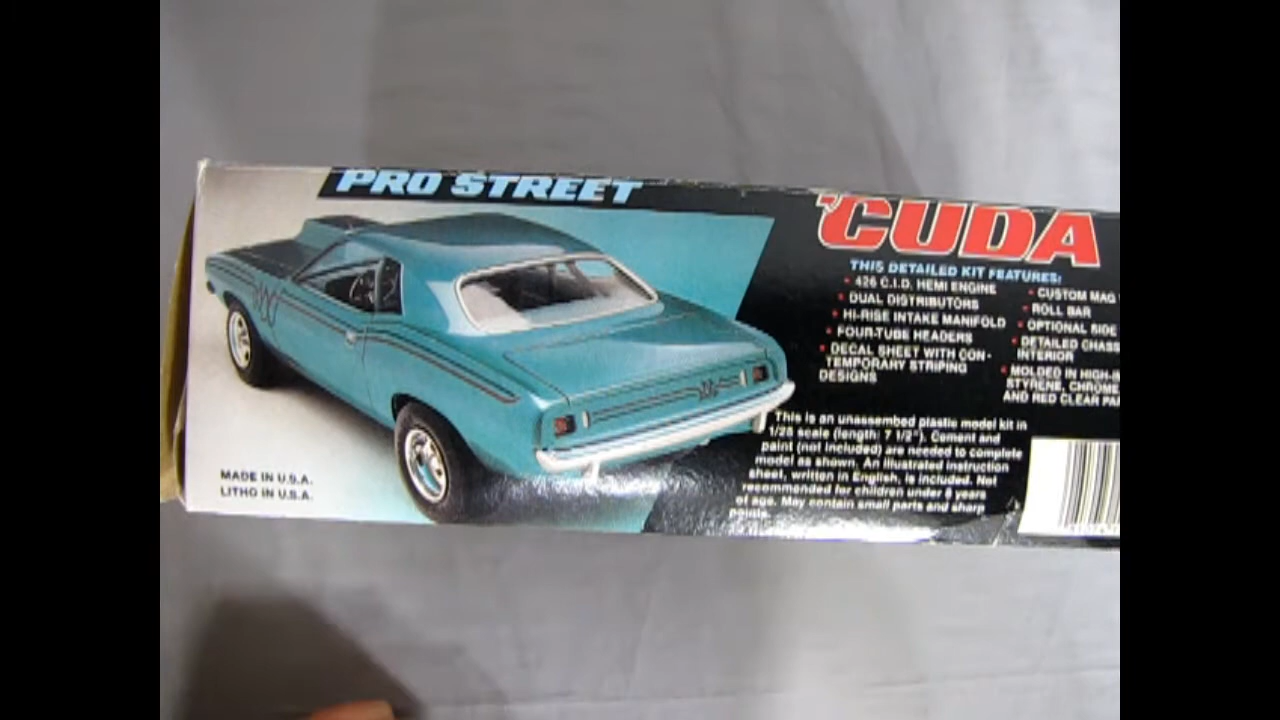 PRO STREET
'CUDA
THIS DETAILED KIT FEATURES:
• 426 C.I.D. HEMI ENGINE
• DUAL DISTRIBUTORS
• HI-RISE INTAKE MANIFOLD
• FOUR-TUBE HEADERS
• DECAL SHEET WITH CON-
TEMPORARY STRIPING
DESIGNS
• CUSTOM MAG
• ROLL BAR
• OPTIONAL SIDE
• DETAILED
INTERIOR
• MOLDED IN
STYRENE, CHROME
AND RED CLEAR
This is an unassembed plastic model kit in
1/25 scale (length: 7 1/2"). Cement and
paint (not included) are needed to complete
model as shown. An illustrated instruction
sheet, written in English, is included. Not
recommended for children under 8 years
of age. May contain small parts and sharp
points.
MADE IN U.S.A.
LITHO IN U.S.A.